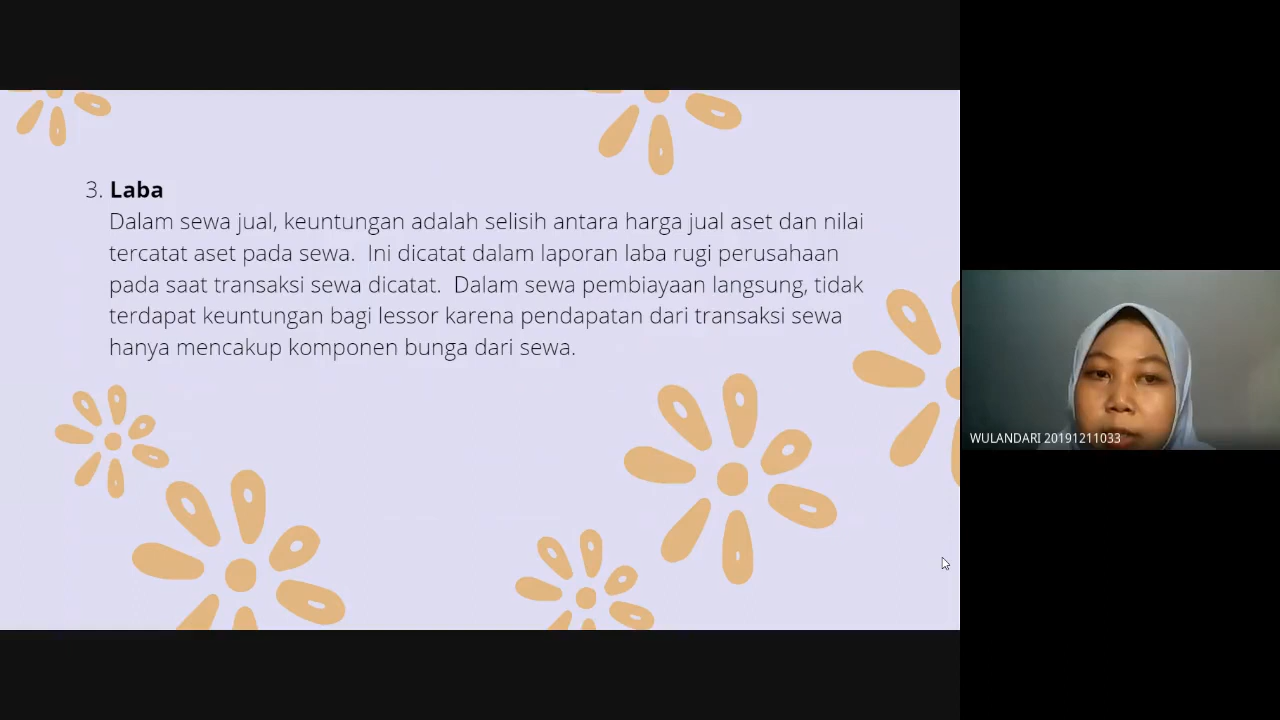 3. Laba
Dalam sewa jual, keuntungan adalah selisih antara harga jual aset dan nilai
tercatat aset pada sewa.  Ini dicatat dalam laporan laba rugi perusahaan
pada saat transaksi sewa dicatat.  Dalam sewa pembiayaan langsung, tidak
terdapat keuntungan bagi lessor karena pendapatan dari transaksi sewa
hanya mencakup komponen bunga dari sewa.
WULANDARI 20191211033